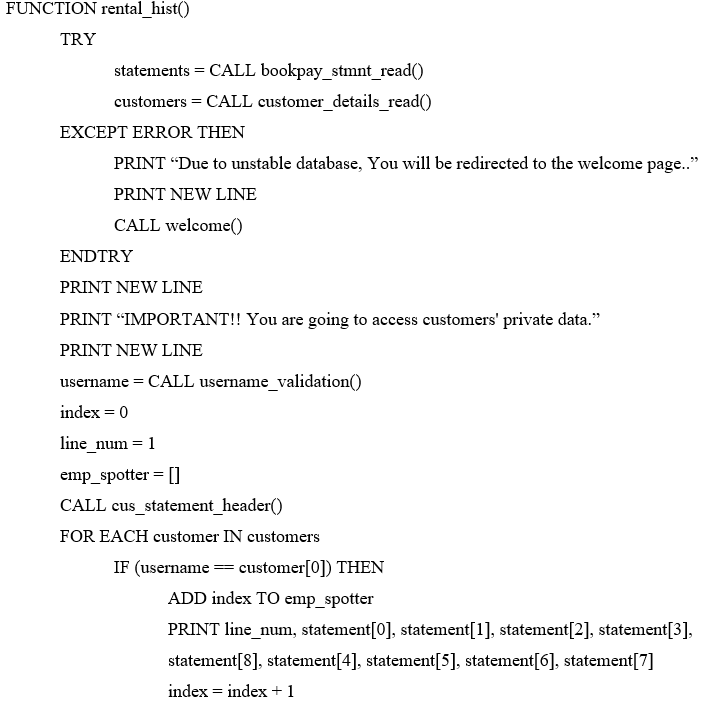 FUNCTION rental_hist()
TRY
statements = CALL bookpay_stmnt_read()
customers = CALL customer_details_read()
EXCEPT ERROR THEN
PRINT “Due to unstable database, You will be redirected to the welcome page..”
PRINT NEW LINE
CALL welcome()
ENDTRY
PRINT NEW LINE
PRINT “IMPORTANT!! You are going to access customers' private data.”
PRINT NEW LINE
username = CALL username_validation()
index = 0
line_num = 1
emp_spotter = []
CALL cus_statement_header()
FOR EACH customer IN customers
IF (username == customer[0]) THEN
ADD index TO emp_spotter
PRINT line_num, statement[0], statement[1], statement[2], statement[3],
statement[8], statement[4], statement[5], statement[6], statement[7]
index = index + 1